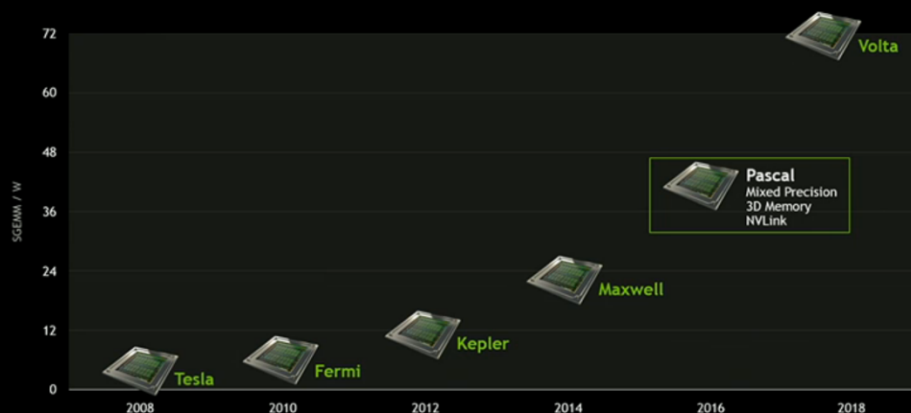 72
Volta
60
48
Pascal
Mixed Precision
3D Memory
NVLink
36
SGEMM / W
24
Maxwell
12
Kepler
Fermi
Tesla
0
2008
2010
2012
2014
2016
2018